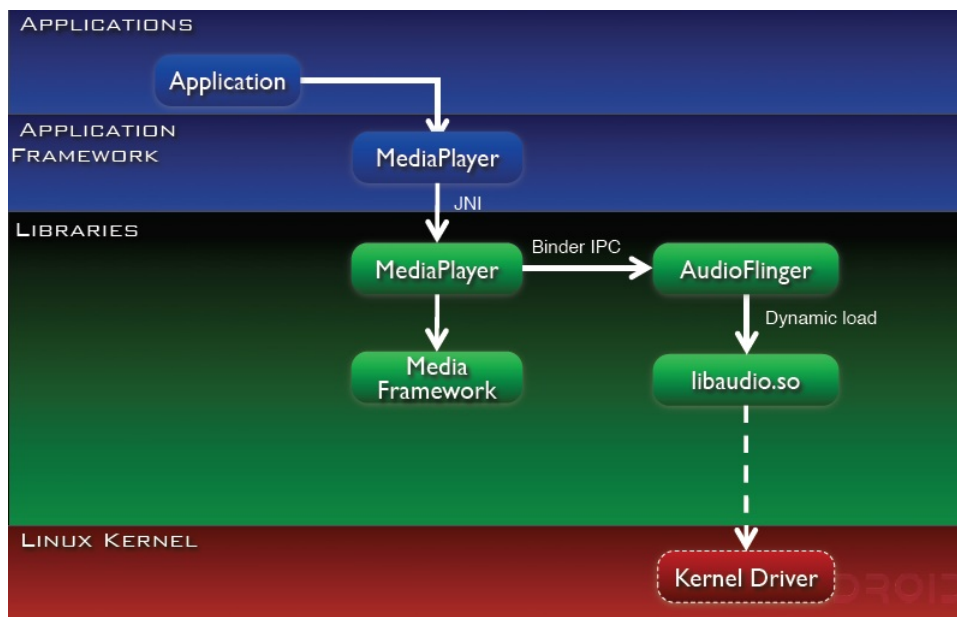 APPLICATIONS
Application
APPLICATION
FRAMEWORK
MediaPlayer
JNI
LIBRARIES
MediaPlayer
Binder IPC
AudioFlinger
Dynamic load
Media
Framework
libaudio.so
LINUX KERNEL
Kernel Driver
DROID